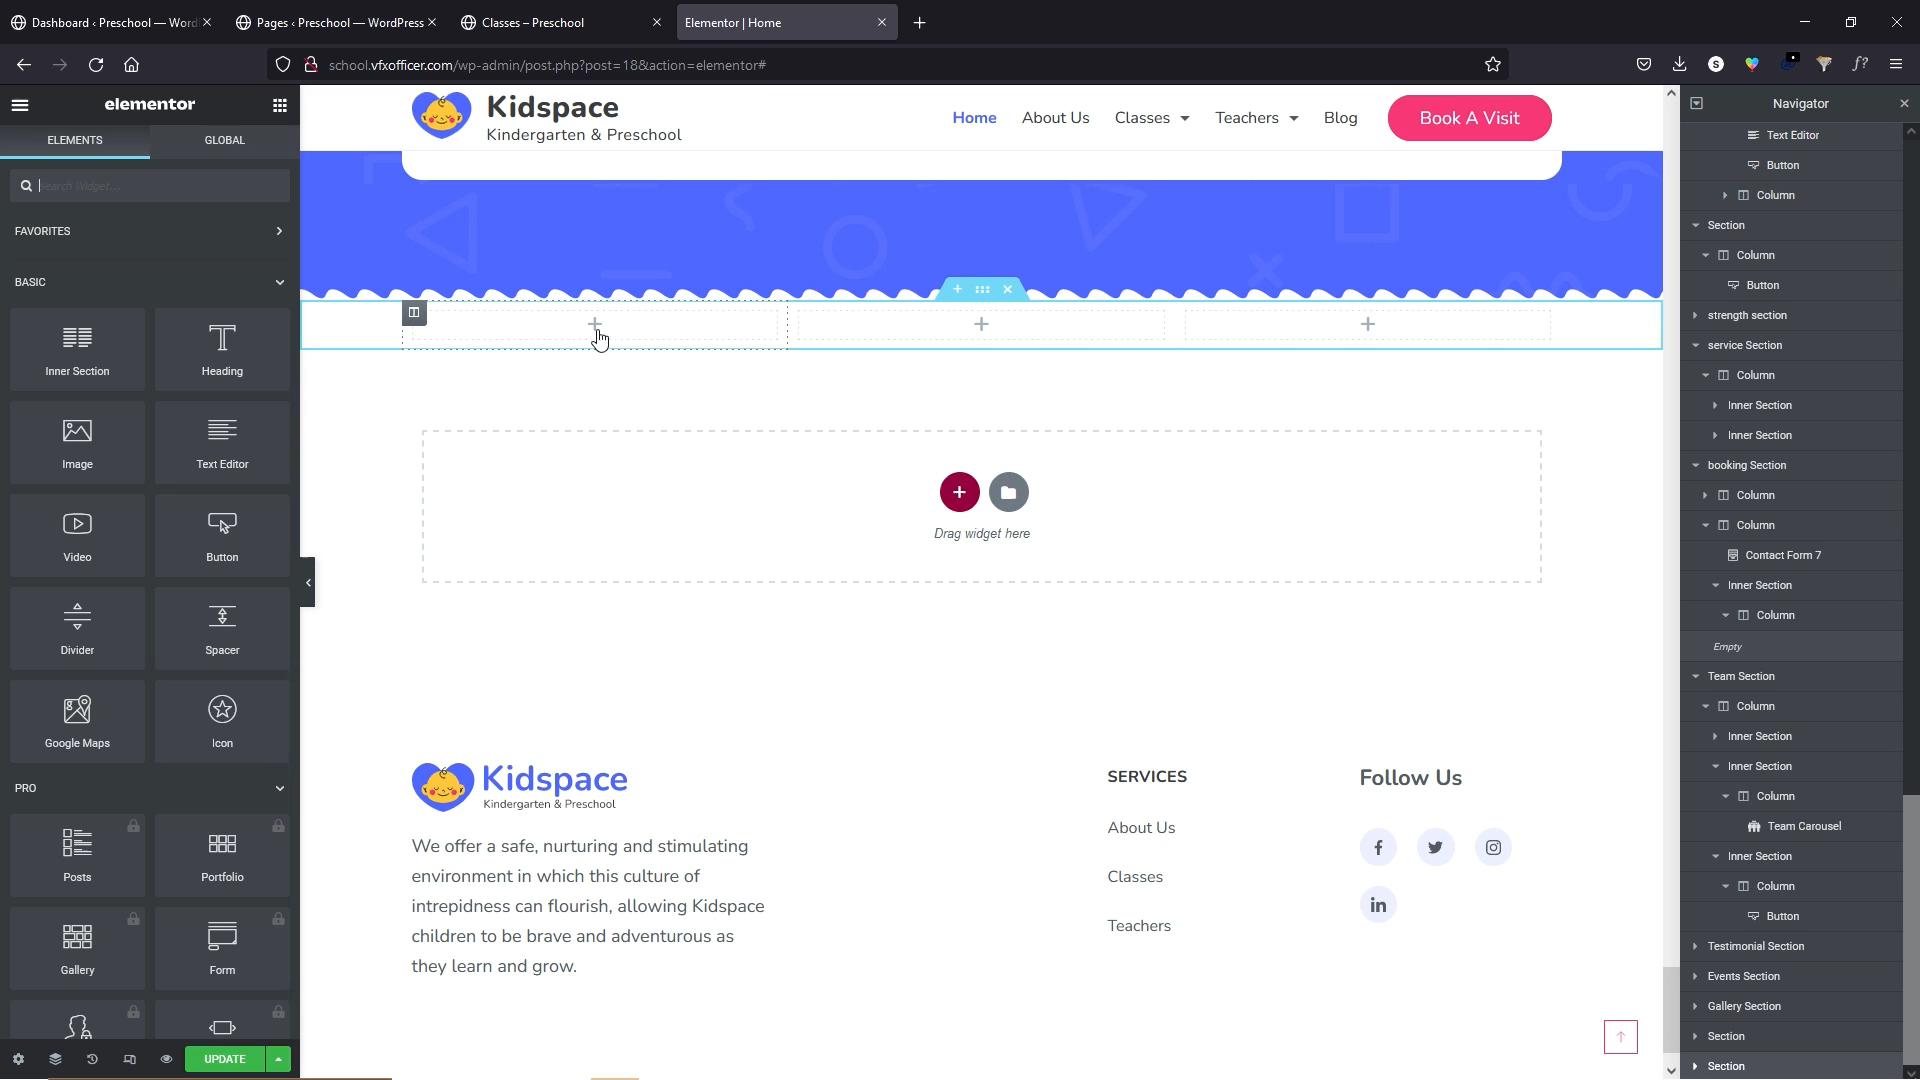 Dashboard ‹ Preschool — Word
Pages ‹ Preschool — WordPress
Classes – Preschool
Elementor | Home
school.vfxofficer.com/wp-admin/post.php?post=18&action=elementor#
elementor
ELEMENTS
GLOBAL
Search Widget...
FAVORITES
BASIC
Inner Section
Heading
Image
Text Editor
Video
Button
Divider
Spacer
Google Maps
Icon
PRO
Posts
Portfolio
Gallery
Form
UPDATE
Kidspace
Kindergarten & Preschool
Home
About Us
Classes
Teachers
Blog
Book A Visit
Drag widget here
Kidspace
Kindergarten & Preschool
We offer a safe, nurturing and stimulating
environment in which this culture of
intrepidness can flourish, allowing Kidspace
children to be brave and adventurous as
they learn and grow.
SERVICES
About Us
Classes
Teachers
Follow Us
Navigator
Text Editor
Button
Column
Section
Column
Button
strength section
service Section
Column
Inner Section
Inner Section
booking Section
Column
Column
Contact Form 7
Inner Section
Column
Empty
Team Section
Column
Inner Section
Inner Section
Column
Team Carousel
Inner Section
Column
Button
Testimonial Section
Events Section
Gallery Section
Section
Section